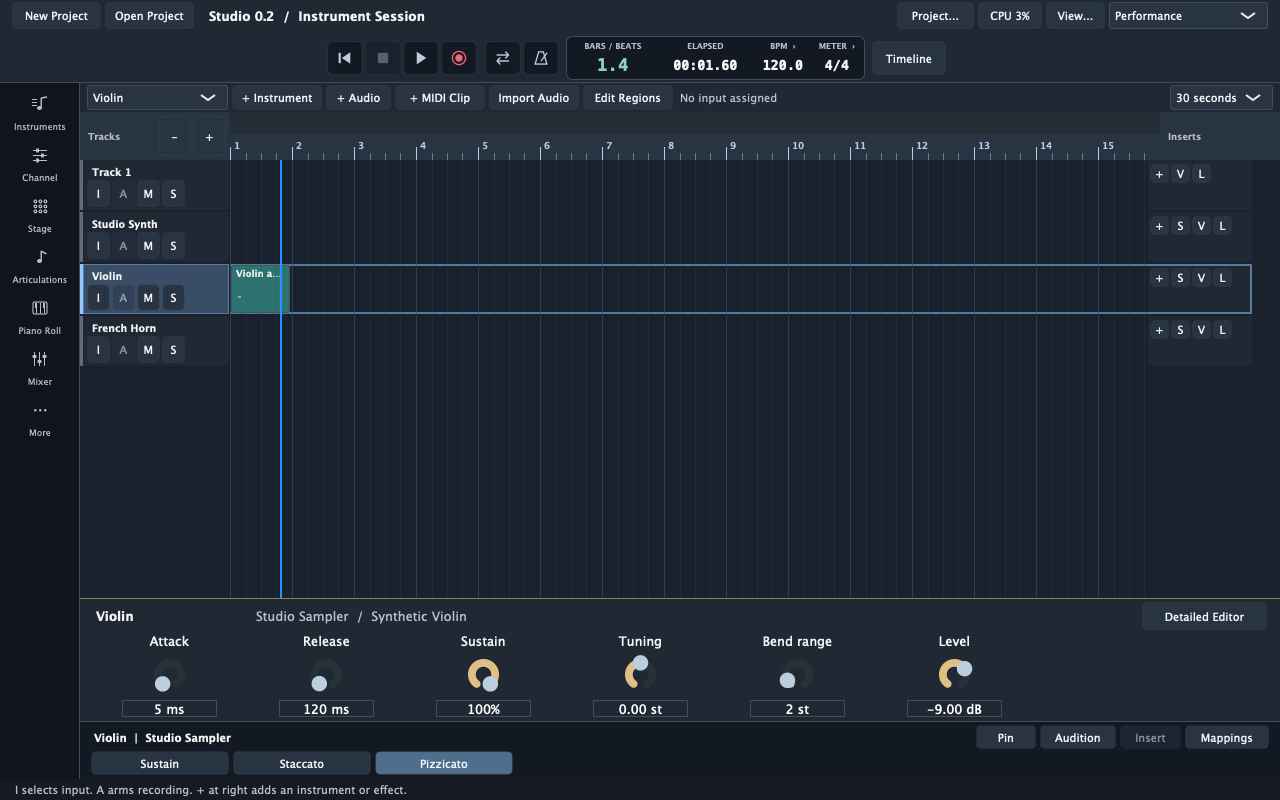 New Project Open Project Studio 0.2 / Instrument Session Project... CPU 3% View... Performance
BARS / BEATS ELAPSED BPM › METER ›
1.4 00:01.60 120.0 4/4 Timeline
Violin + Instrument + Audio + MIDI Clip Import Audio Edit Regions No input assigned 30 seconds
Instruments
Channel
Stage
Articulations
Piano Roll
Mixer
More
Tracks - + Inserts
1 2 3 4 5 6 7 8 9 10 11 12 13 14 15
Track 1
I A M S + V L
Studio Synth
I A M S + S V L
Violin Violin a...
I A M S - + S V L
French Horn
I A M S + S V L
Violin Studio Sampler / Synthetic Violin Detailed Editor
Attack Release Sustain Tuning Bend range Level
5 ms 120 ms 100% 0.00 st 2 st -9.00 dB
Violin | Studio Sampler Pin Audition Insert Mappings
Sustain Staccato Pizzicato
I selects input. A arms recording. + at right adds an instrument or effect.